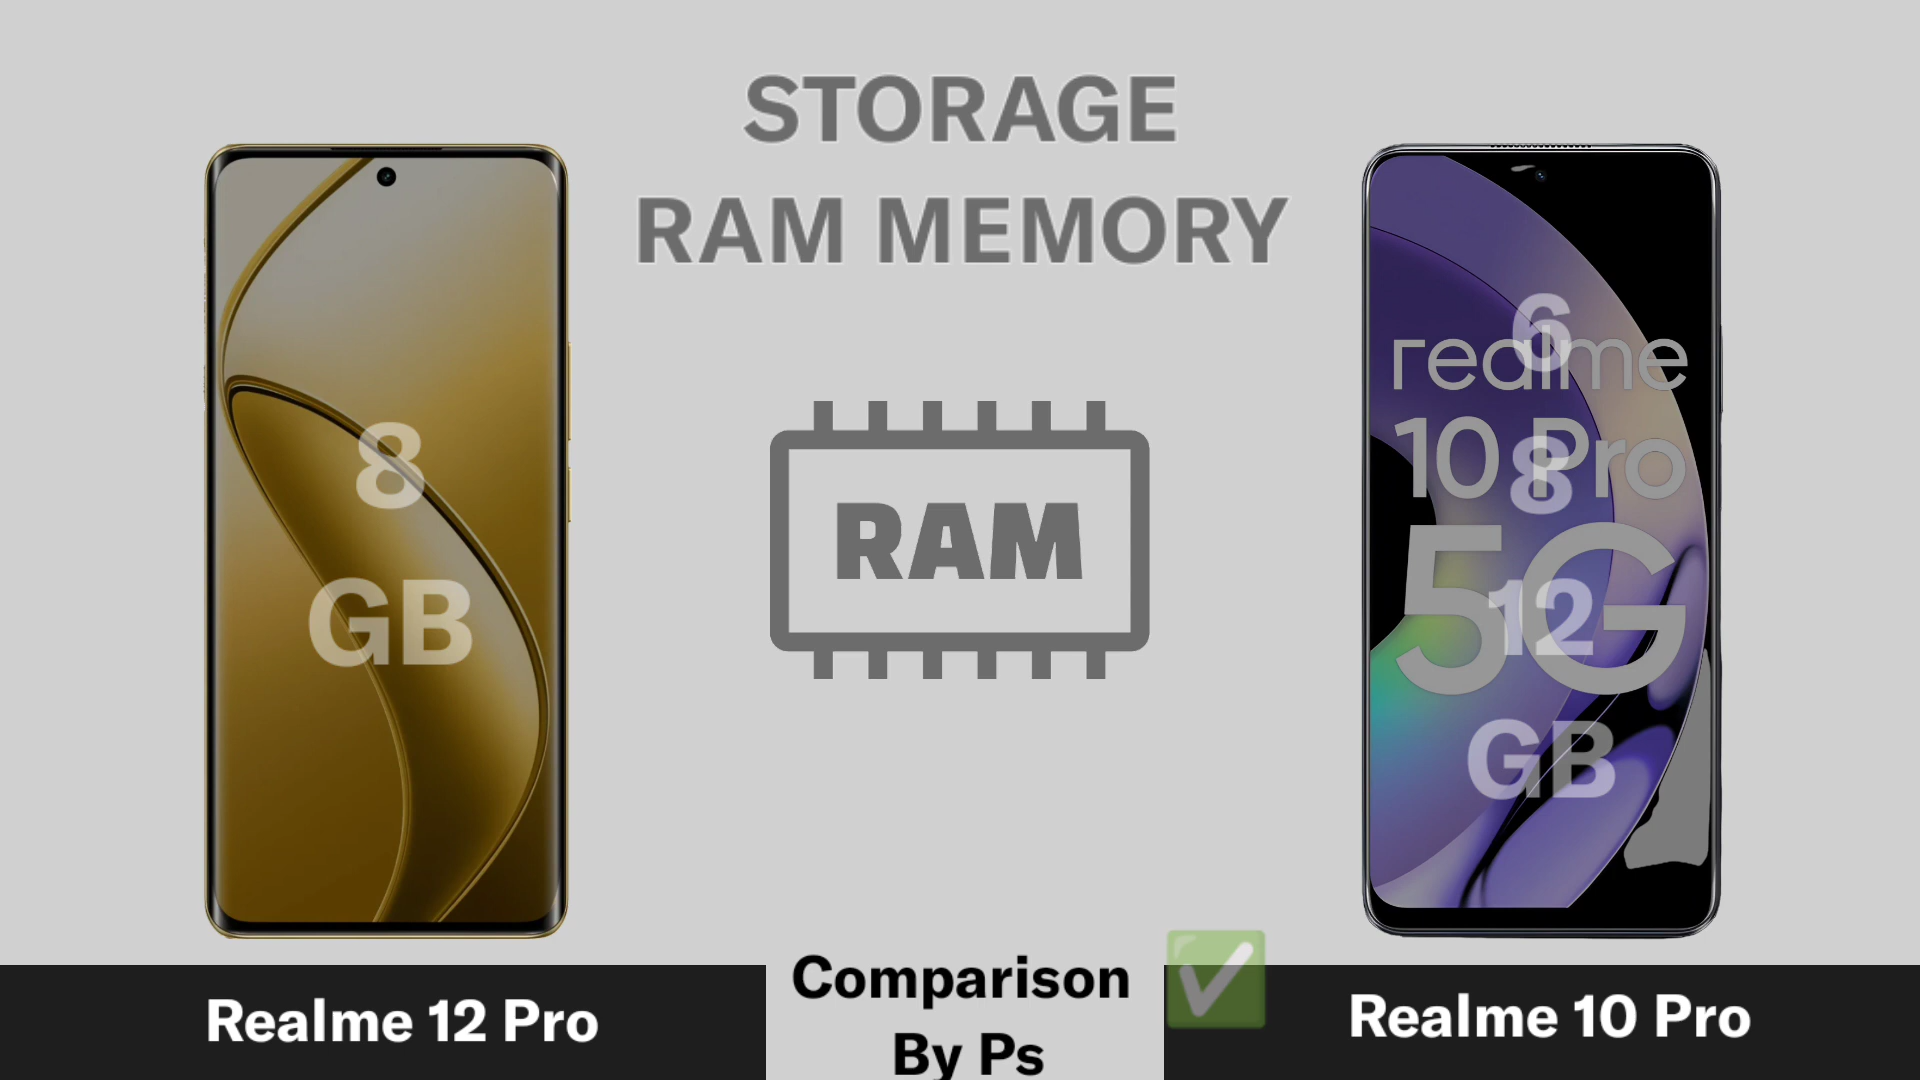 STORAGE
RAM MEMORY
8
GB
RAM
6
realme
10 Pro
8
5G
12
GB
Realme 12 Pro
Comparison
By Ps
Realme 10 Pro